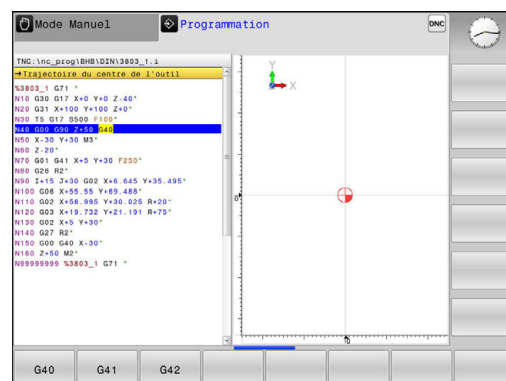 Mode Manuel
Programmation
DNC
TNC:\nc_prog\BHB\DIN\3803_1.i
→Trajectoire du centre de l'outil
%3803_1 G71 *
N10 G30 G17 X+0 Y+0 Z-40*
N20 G31 X+100 Y+100 Z+0*
N30 T5 G17 S500 F100*
N40 G00 G90 Z+50 G40
N50 X-30 Y+30 M3*
N60 Z-20*
N70 G01 G41 X+5 Y+30 F250*
N80 G26 R2*
N90 I+15 J+30 G02 X+6.645 Y+35.495*
N100 G06 X+55.55 Y+69.488*
N110 G02 X+58.995 Y+30.025 R+20*
N120 G03 X+19.732 Y+21.191 R+75*
N130 G02 X+5 Y+30*
N140 G27 R2*
N150 G00 G40 X-30*
N160 Z+50 M2*
N99999999 %3803_1 G71 *
Y
X
0
0
G40
G41
G42